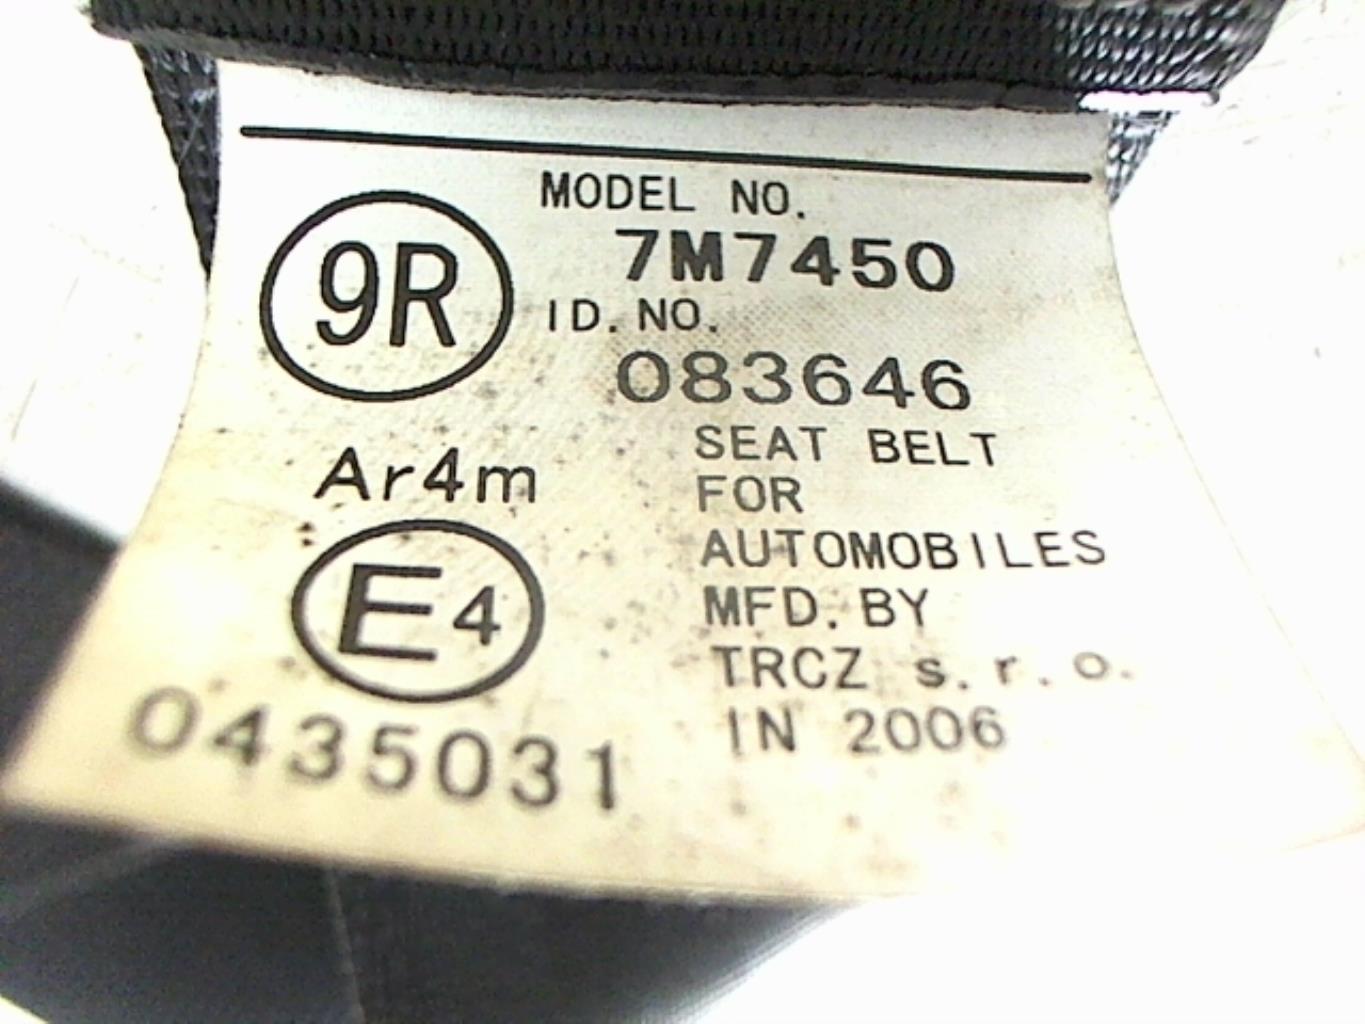 MODEL NO.
7M7450
9R
ID. NO.
083646
Ar4m
SEAT BELT
FOR
AUTOMOBILES
E4
MFD. BY
TRCZ s.r.o.
IN 2006
0435031